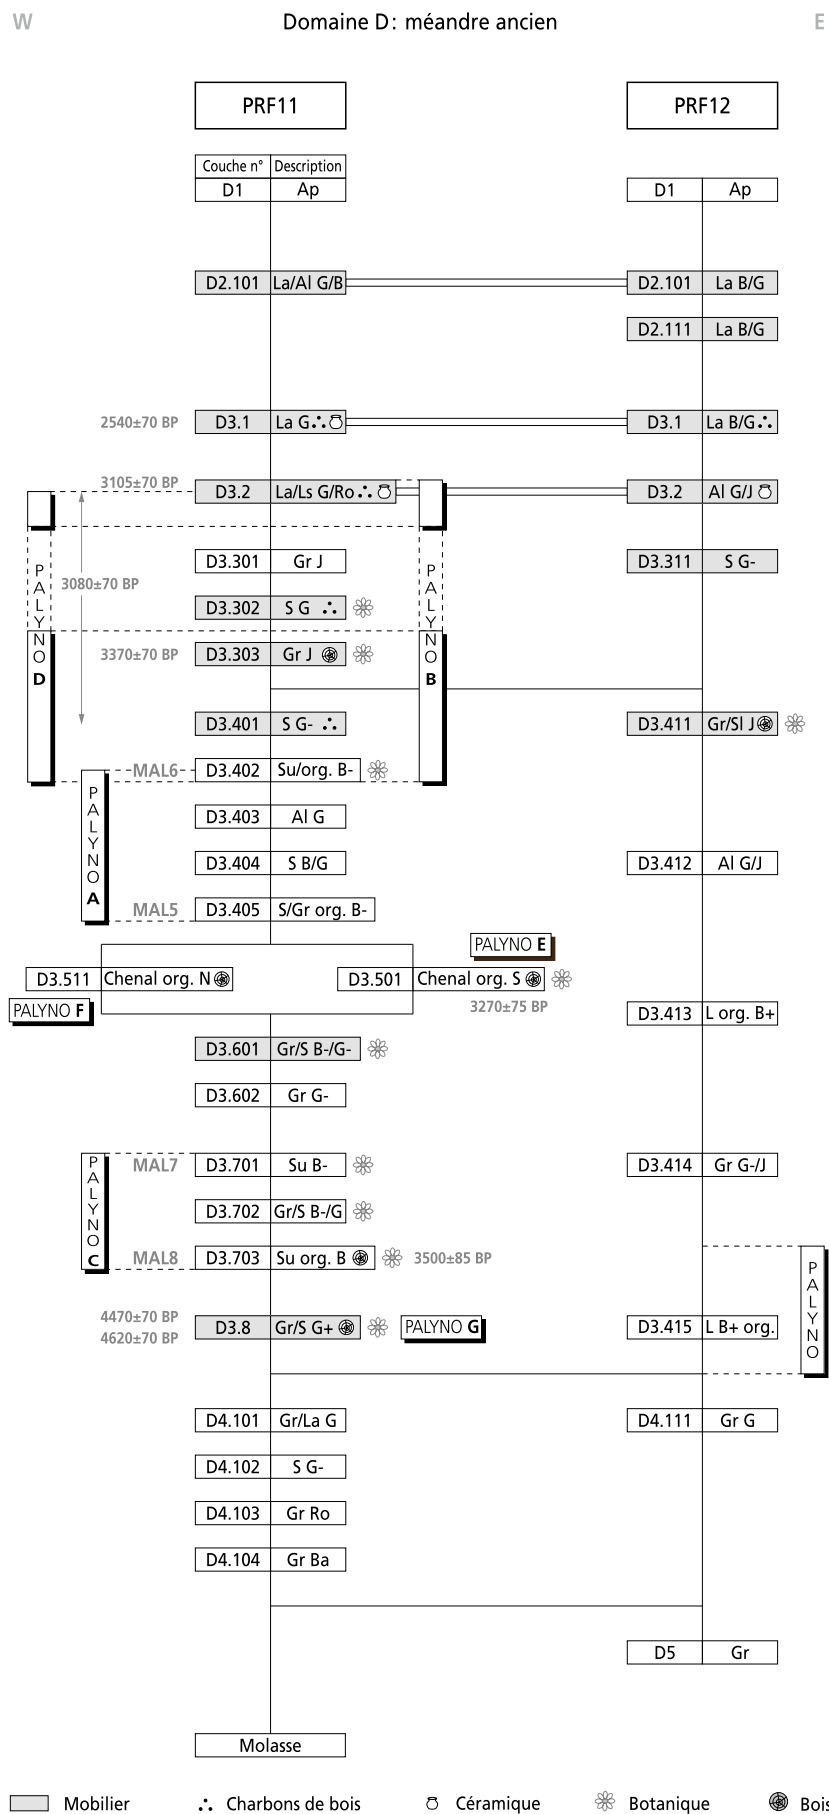 W Domaine D: méandre ancien E
PRF11 PRF12
Couche n° Description
D1 Ap D1 Ap
D2.101 La/Al G/B D2.101 La B/G
D2.111 La B/G
2540±70 BP D3.1 La G D3.1 La B/G
3105±70 BP
D3.2 La/Ls G/Ro D3.2 Al G/J
D3.301 Gr J D3.311 S G-
PALYNO D
PALYNO B
3080±70 BP
D3.302 S G
3370±70 BP D3.303 Gr J
D3.401 S G- D3.411 Gr/Sl J
MAL6 D3.402 Su/org. B-
PALYNO A
D3.403 Al G
D3.404 S B/G D3.412 Al G/J
MAL5 D3.405 S/Gr org. B-
PALYNO E
D3.511 Chenal org. N D3.501 Chenal org. S
PALYNO F 3270±75 BP D3.413 L org. B+
D3.601 Gr/S B-/G-
D3.602 Gr G-
PALYNO C
MAL7 D3.701 Su B- D3.414 Gr G-/J
D3.702 Gr/S B-/G
MAL8 D3.703 Su org. B 3500±85 BP
PALYNO
4470±70 BP
4620±70 BP
D3.8 Gr/S G+ PALYNO G D3.415 L B+ org.
D4.101 Gr/La G D4.111 Gr G
D4.102 S G-
D4.103 Gr Ro
D4.104 Gr Ba
D5 Gr
Molasse
Mobilier Charbons de bois Céramique Botanique Bois